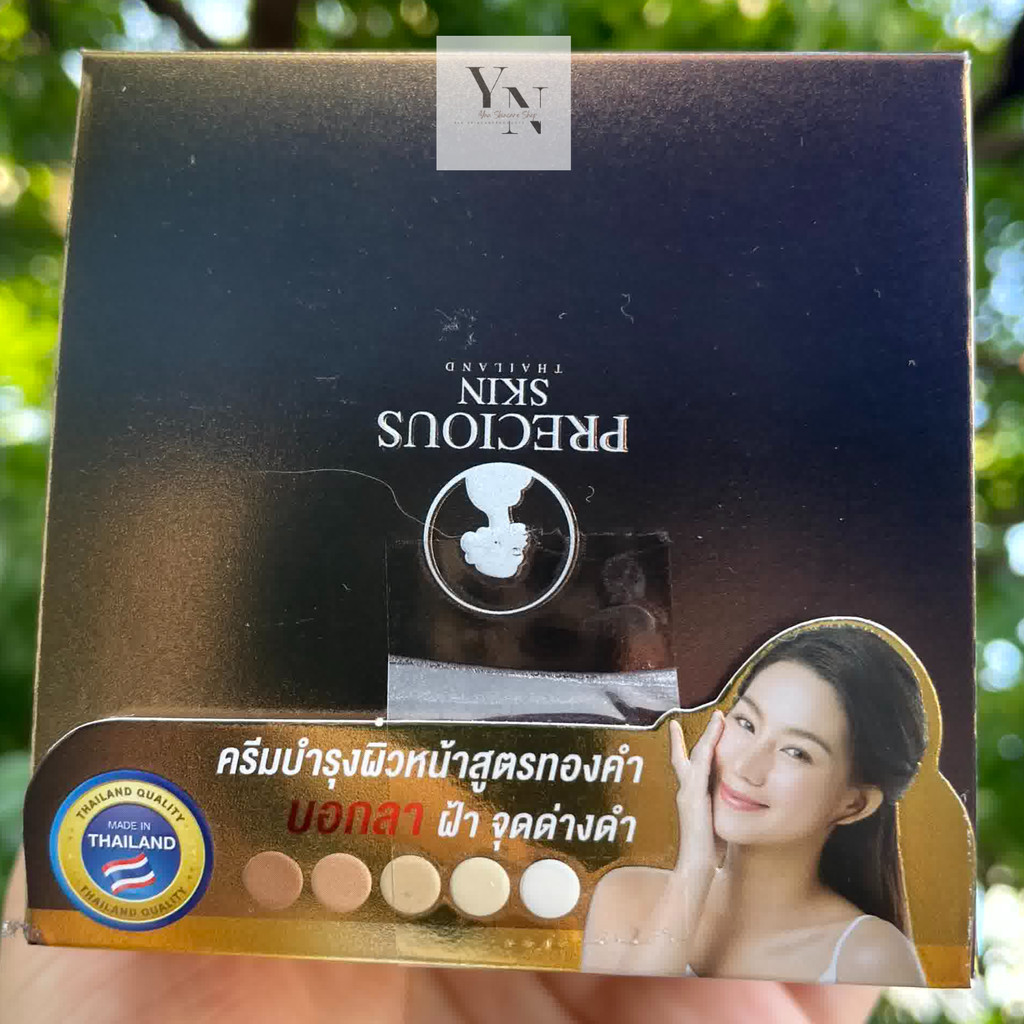 YN
THAILAND
SKIN
PRECIOUS
ครีมบำรุงผิวหน้าสูตรทองคำ
บอกลา ฝ้า จุดด่างดำ
THAILAND QUALITY
MADE IN
THAILAND
THAILAND QUALITY